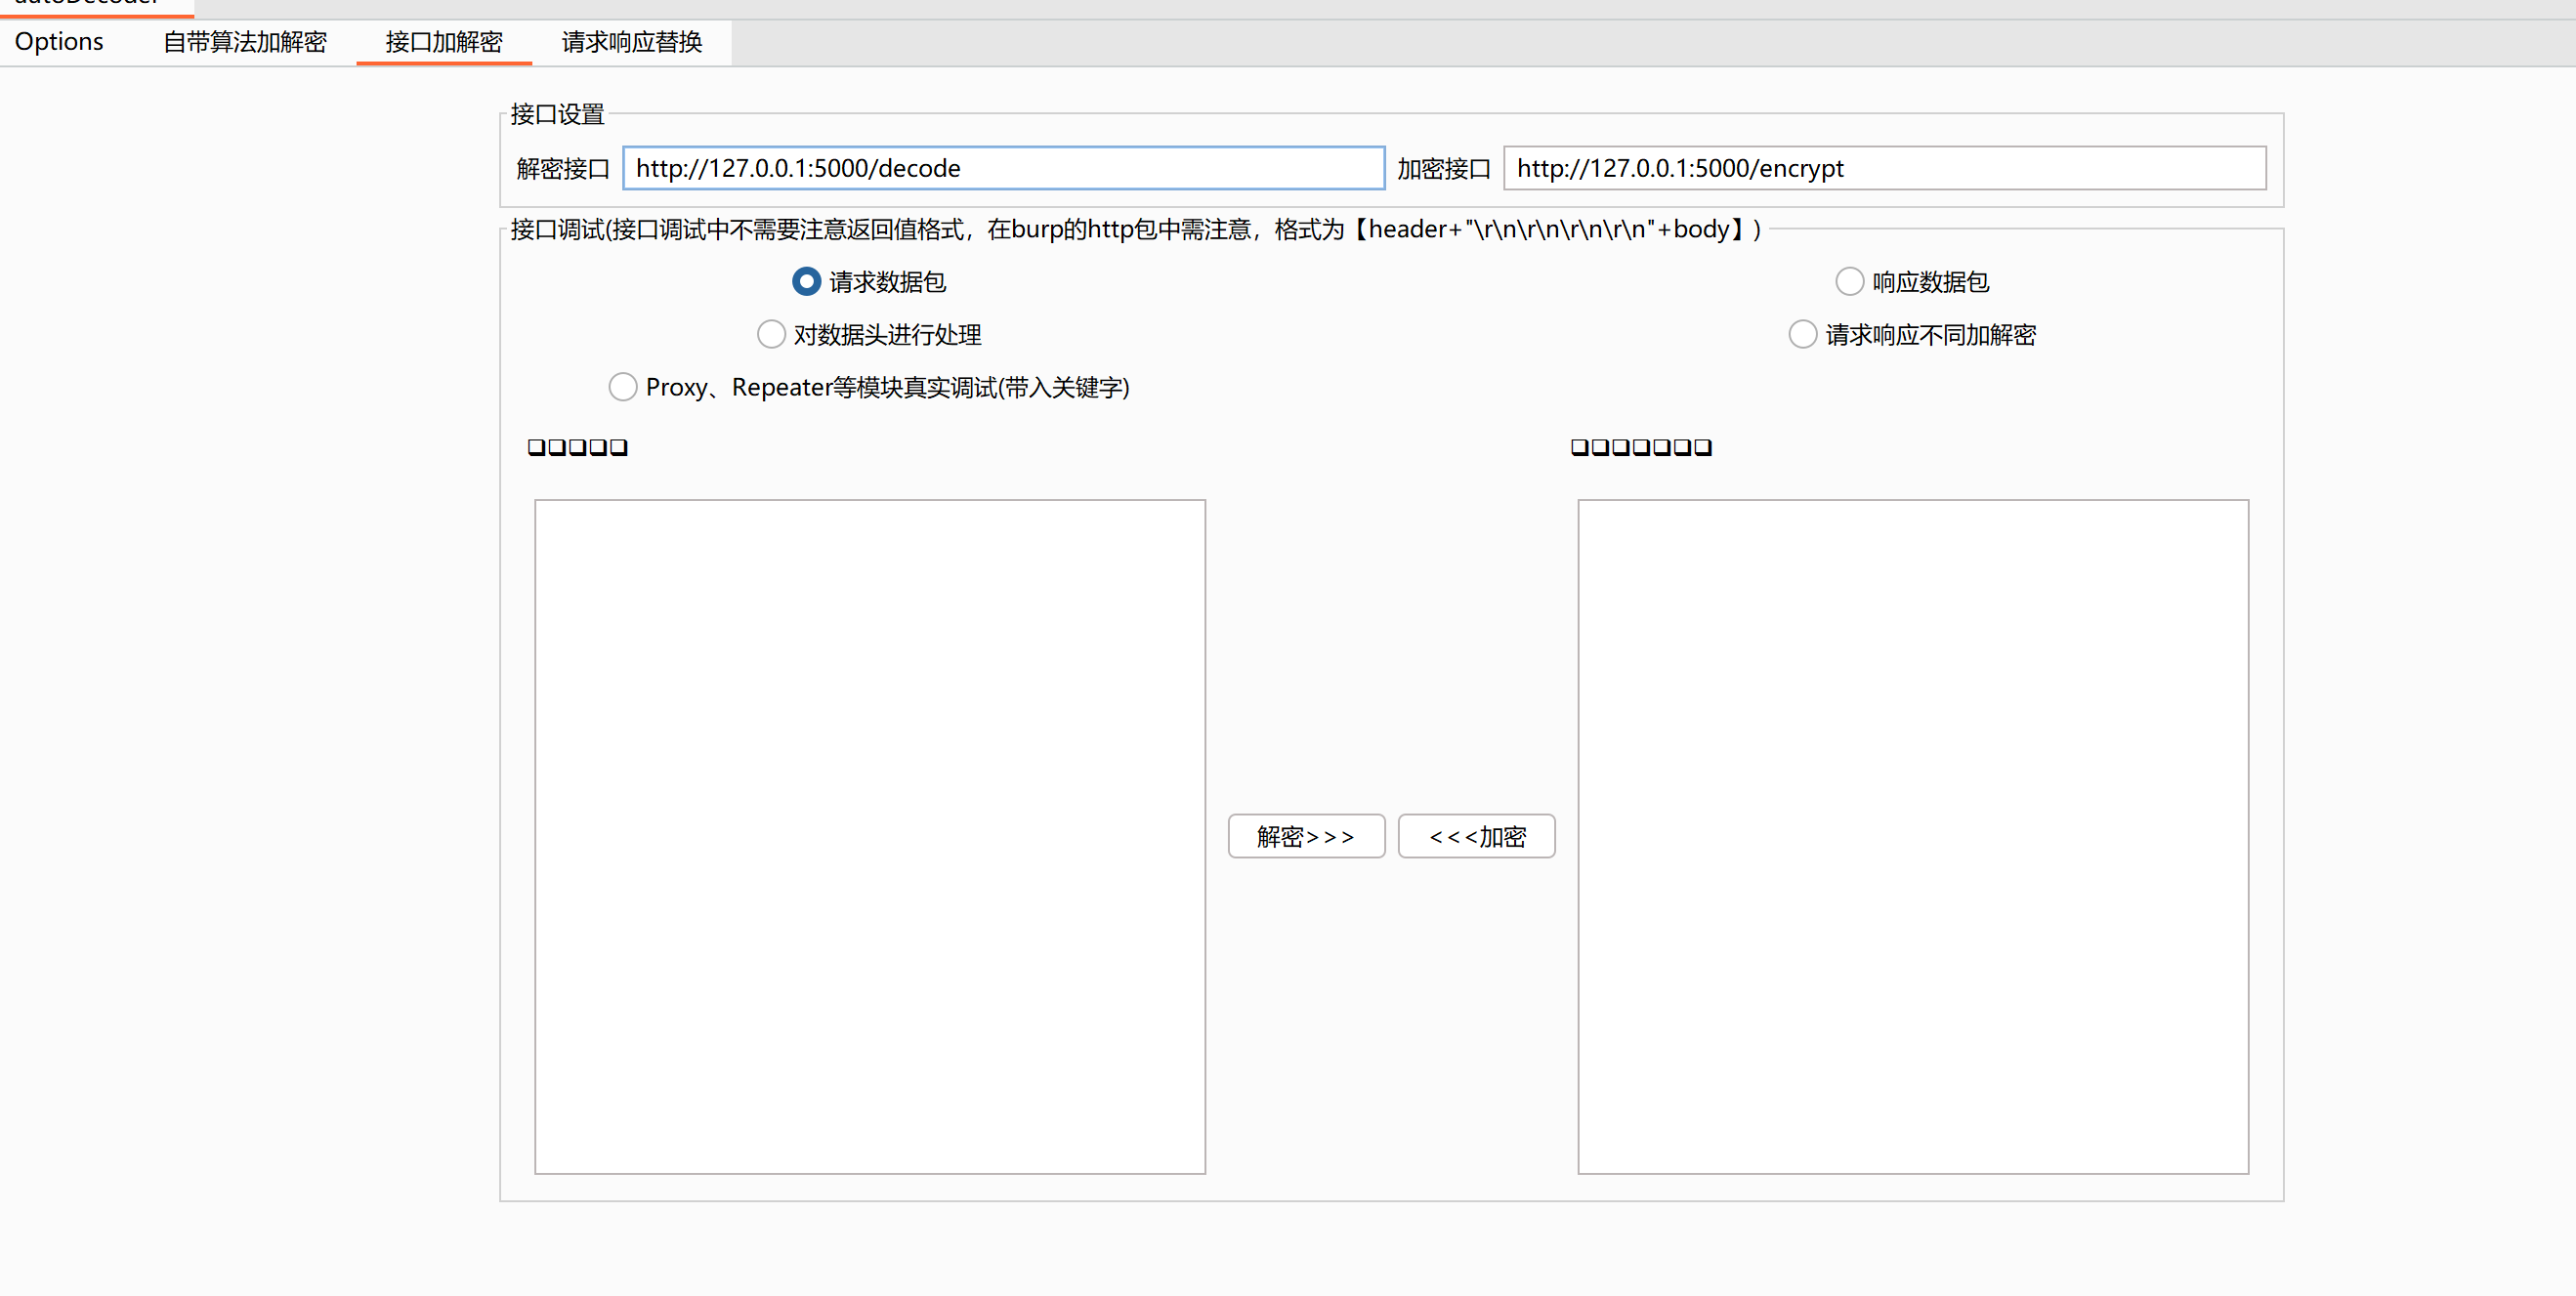 autoDecoder
Options 自带算法加解密 接口加解密 请求响应替换
接口设置
解密接口 http://127.0.0.1:5000/decode 加密接口 http://127.0.0.1:5000/encrypt
接口调试(接口调试中不需要注意返回值格式，在burp的http包中需注意，格式为【header+"\r\n\r\n\r\n\r\n"+body】)
请求数据包 响应数据包
对数据头进行处理 请求响应不同加解密
Proxy、Repeater等模块真实调试(带入关键字)
解密>>> <<<加密